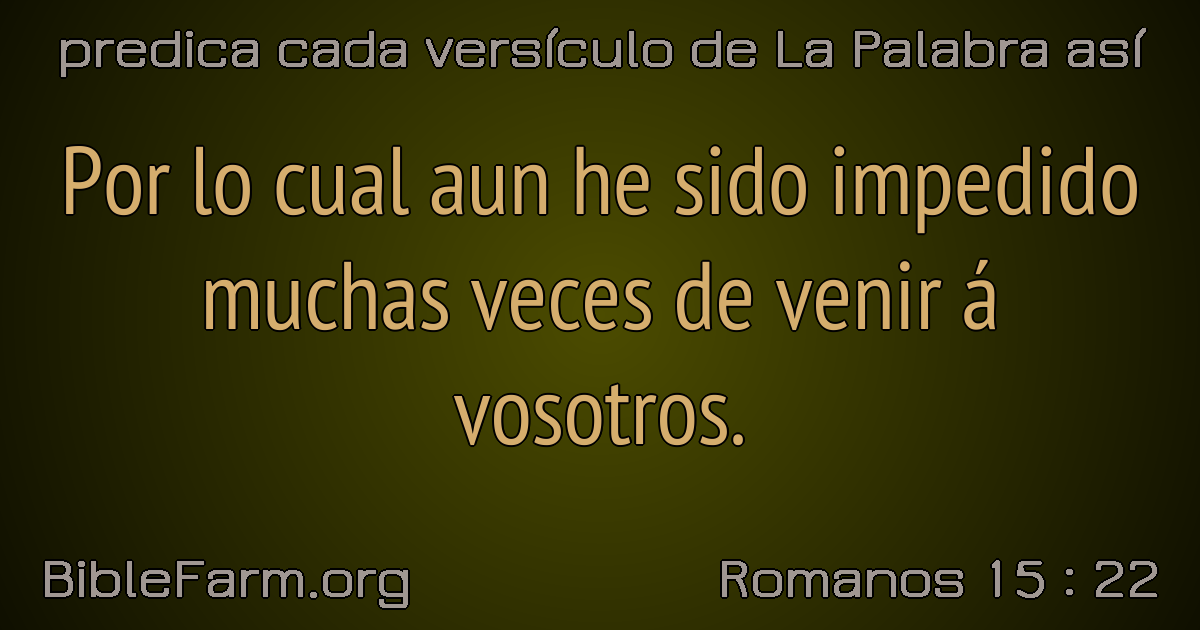 predica cada versículo de La Palabra así
Por lo cual aun he sido impedido
muchas veces de venir á
vosotros.
BibleFarm.org
Romanos 15 : 22